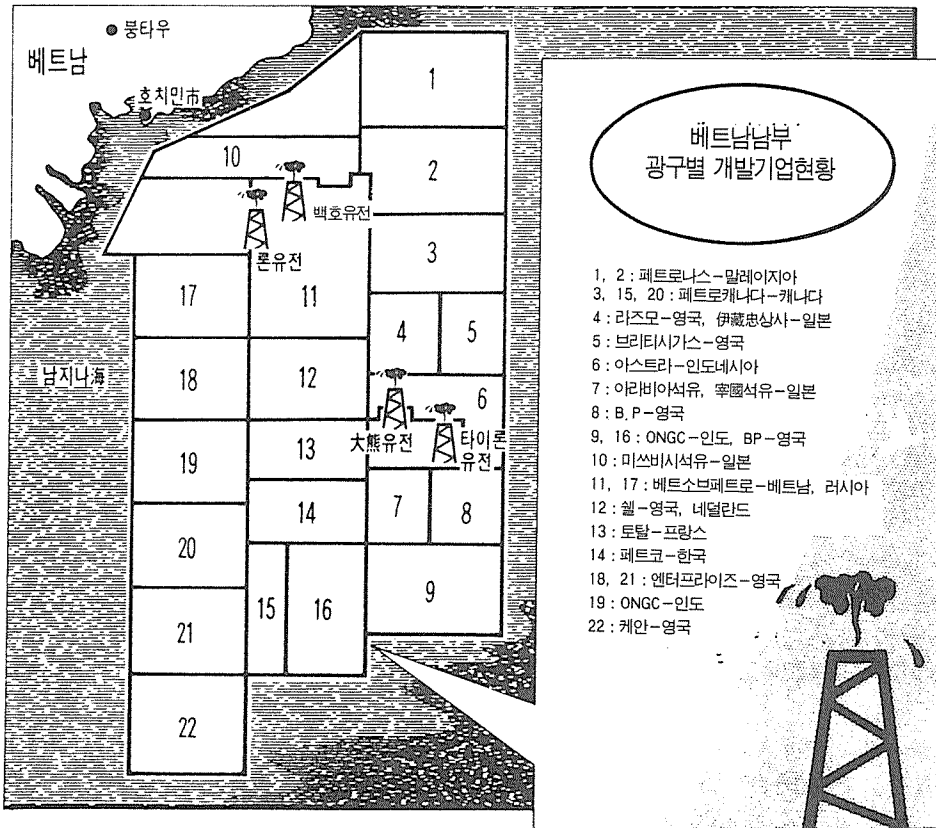 붕타우
베트남
호치민市
1
10
2
백호유전
론유전
3
17
11
4
5
남지나海
18
12
6
大熊유전
타이론
유전
13
19
7
8
14
20
9
15
16
21
22
베트남남부
광구별 개발기업현황
1, 2 : 페트로나스-말레이지아
3, 15, 20 : 페트로캐나다-캐나다
4 : 라즈모-영국, 伊藏忠상사-일본
5 : 브리티시가스-영국
6 : 아스트라-인도네시아
7 : 아라비아석유, 宰國석유-일본
8 : B. P-영국
9, 16 : ONGC-인도, BP-영국
10 : 미쓰비시석유-일본
11, 17 : 베트소브페트로-베트남, 러시아
12 : 쉘-영국, 네덜란드
13 : 토탈-프랑스
14 : 페트코-한국
18, 21 : 엔터프라이즈-영국
19 : ONGC-인도
22 : 케안-영국